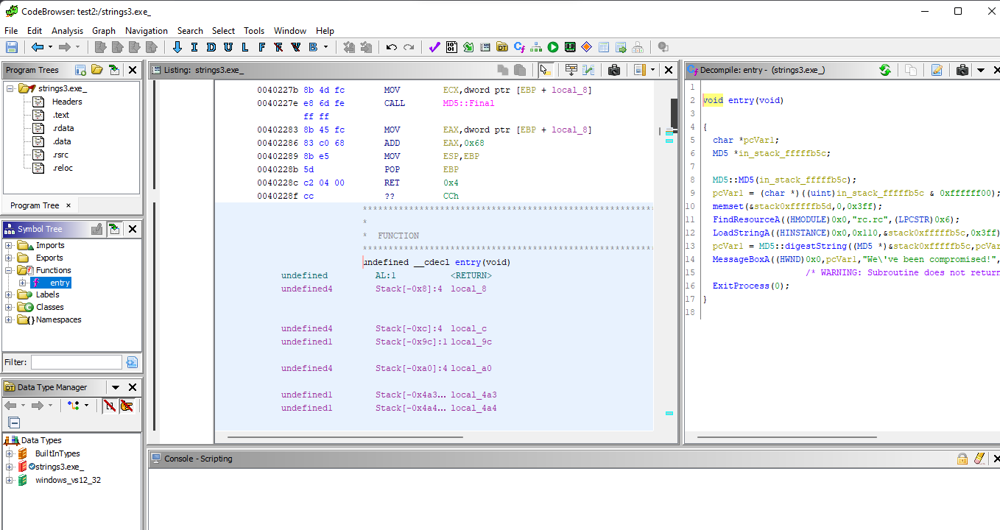 CodeBrowser: test2:/strings3.exe_
File Edit Analysis Graph Navigation Search Select Tools Window Help
I D U L F B
Program Trees
strings3.exe_
Headers
.text
.rdata
.data
.rsrc
.reloc
Program Tree ×
Symbol Tree
Imports
Exports
Functions
f entry
Labels
Classes
Namespaces
Filter:
Data Type Manager
Data Types
BuiltInTypes
strings3.exe_
windows_vs12_32
Listing: strings3.exe_
0040227b 8b 4d fc MOV ECX,dword ptr [EBP + local_8]
0040227e e8 6d fe CALL MD5::Final
ff ff
00402283 8b 45 fc MOV EAX,dword ptr [EBP + local_8]
00402286 83 c0 68 ADD EAX,0x68
00402289 8b e5 MOV ESP,EBP
0040228b 5d POP EBP
0040228c c2 04 00 RET 0x4
0040228f cc ?? CCh
*
* FUNCTION
undefined __cdecl entry(void)
undefined AL:1 <RETURN>
undefined4 Stack[-0x8]:4 local_8
undefined4 Stack[-0xc]:4 local_c
undefined1 Stack[-0x9c]:1 local_9c
undefined4 Stack[-0xa0]:4 local_a0
undefined1 Stack[-0x4a3... local_4a3
undefined1 Stack[-0x4a4... local_4a4
Console - Scripting
Decompile: entry - (strings3.exe_)
1
2 void entry(void)
3
4 {
5 char *pcVar1;
6 MD5 *in_stack_fffffb5c;
7
8 MD5::MD5(in_stack_fffffb5c);
9 pcVar1 = (char *)((uint)in_stack_fffffb5c & 0xffffff00);
10 memset(&stack0xfffffb5d,0,0x3ff);
11 FindResourceA((HMODULE)0x0,"rc.rc",(LPCSTR)0x6);
12 LoadStringA((HINSTANCE)0x0,0x110,&stack0xfffffb5c,0x3ff)
13 pcVar1 = MD5::digestString((MD5 *)&stack0xfffffb5c,pcVar
14 MessageBoxA((HWND)0x0,pcVar1,"We\'ve been compromised!",
15 /* WARNING: Subroutine does not return
16 ExitProcess(0);
17 }
18